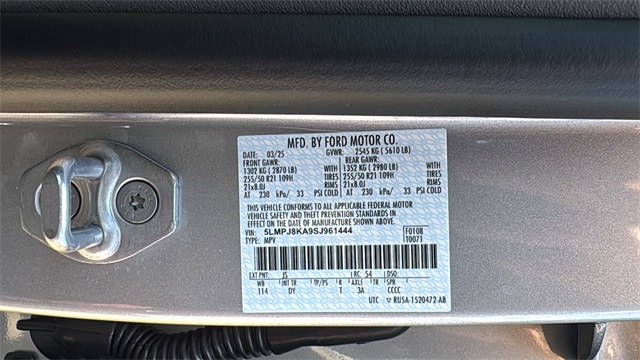 MFD. BY FORD MOTOR CO.
DATE: 03/25 GVWR: 2545 KG ( 5610 LB)
FRONT GAWR: REAR GAWR:
1302 KG ( 2870 LB) WITH 1352 KG ( 2980 LB) WITH
255/50 R21 109H TIRES 255/50 R21 109H TIRES
21x8.0J RIMS 21x8.0J RIMS
AT 230 kPa/ 33 PSI COLD AT 230 kPa/ 33 PSI COLD
THIS VEHICLE CONFORMS TO ALL APPLICABLE FEDERAL MOTOR
VEHICLE SAFETY AND THEFT PREVENTION STANDARDS IN
EFFECT ON THE DATE OF MANUFACTURE SHOWN ABOVE.
VIN: 5LMPJ8KA9SJ961444 F0108
TYPE: MPV T0071
EXT PNT: JS RC: 54 DSO:
WB INT TR TP/PS R AXLE TR SPR
114 DY T 3A CCCC
UTC RU5A-1520472-AB